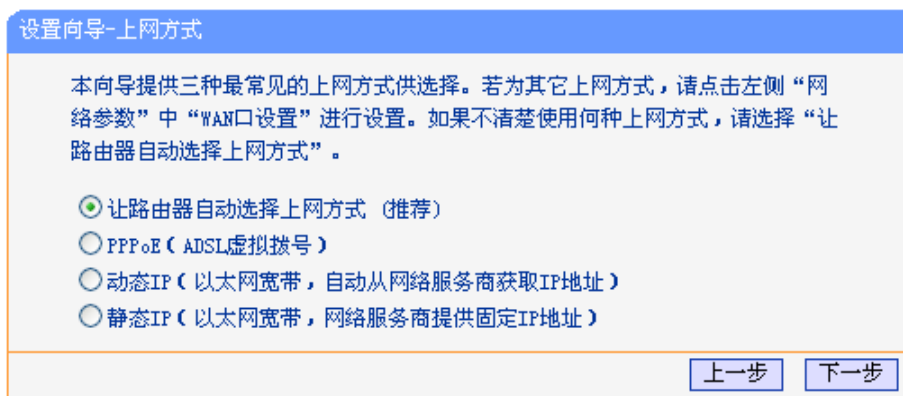 设置向导-上网方式
本向导提供三种最常见的上网方式供选择。若为其它上网方式，请点击左侧“网
络参数”中“WAN口设置”进行设置。如果不清楚使用何种上网方式，请选择“让
路由器自动选择上网方式”。
让路由器自动选择上网方式（推荐）
PPPoE（ADSL虚拟拨号）
动态IP（以太网宽带，自动从网络服务商获取IP地址）
静态IP（以太网宽带，网络服务商提供固定IP地址）
上一步 下一步